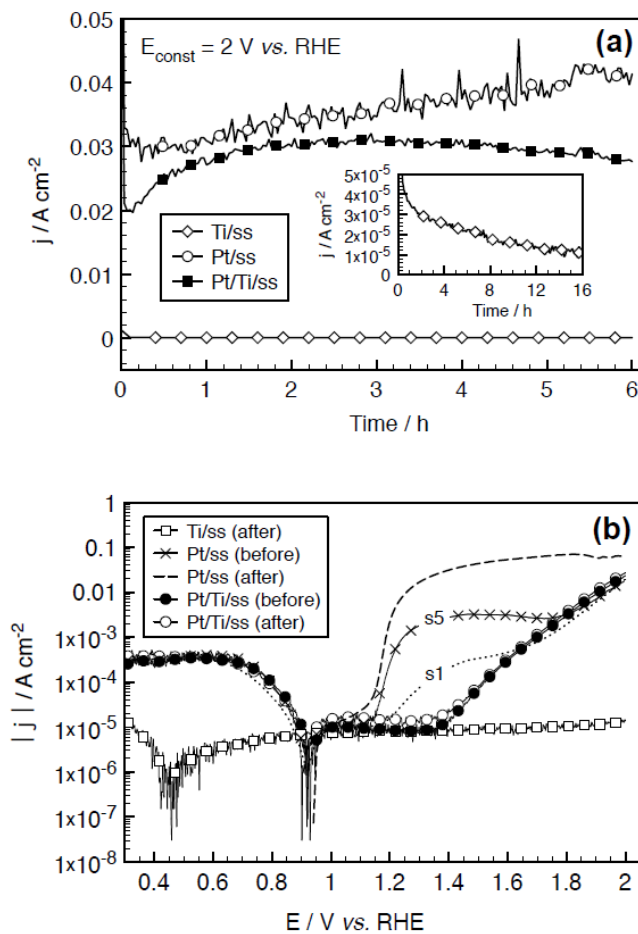 (a)
E_const = 2 V vs. RHE
j / A cm⁻²
0.05
0.04
0.03
0.02
0.01
0
Ti/ss
Pt/ss
Pt/Ti/ss
j / A cm⁻²
5x10⁻⁵
4x10⁻⁵
3x10⁻⁵
2x10⁻⁵
1x10⁻⁵
0
0 4 8 12 16
Time / h
0 1 2 3 4 5 6
Time / h
(b)
| j | / A cm⁻²
1
0.1
0.01
1x10⁻³
1x10⁻⁴
1x10⁻⁵
1x10⁻⁶
1x10⁻⁷
1x10⁻⁸
Ti/ss (after)
Pt/ss (before)
Pt/ss (after)
Pt/Ti/ss (before)
Pt/Ti/ss (after)
s5
s1
0.4 0.6 0.8 1 1.2 1.4 1.6 1.8 2
E / V vs. RHE